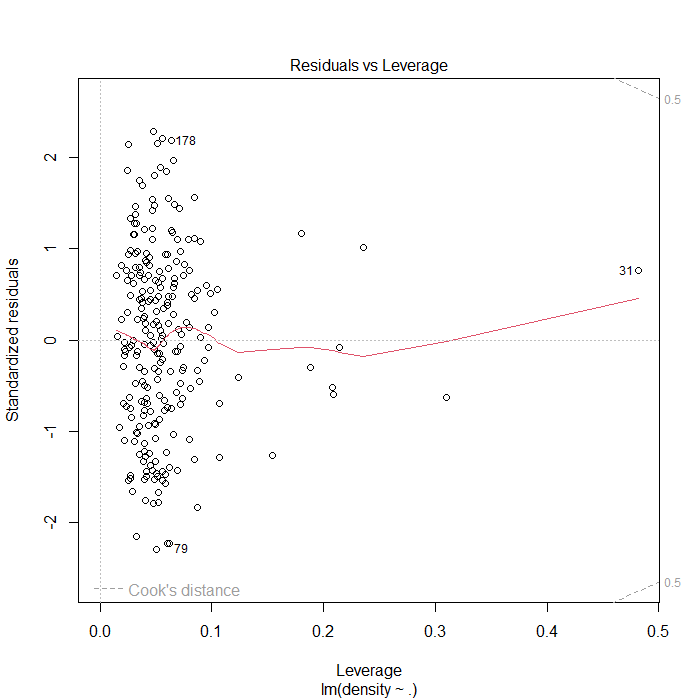 Residuals vs Leverage
0.5
178
31
79
0.5
Cook's distance
Standardized residuals
2
1
0
-1
-2
0.0 0.1 0.2 0.3 0.4 0.5
Leverage
lm(density ~ .)